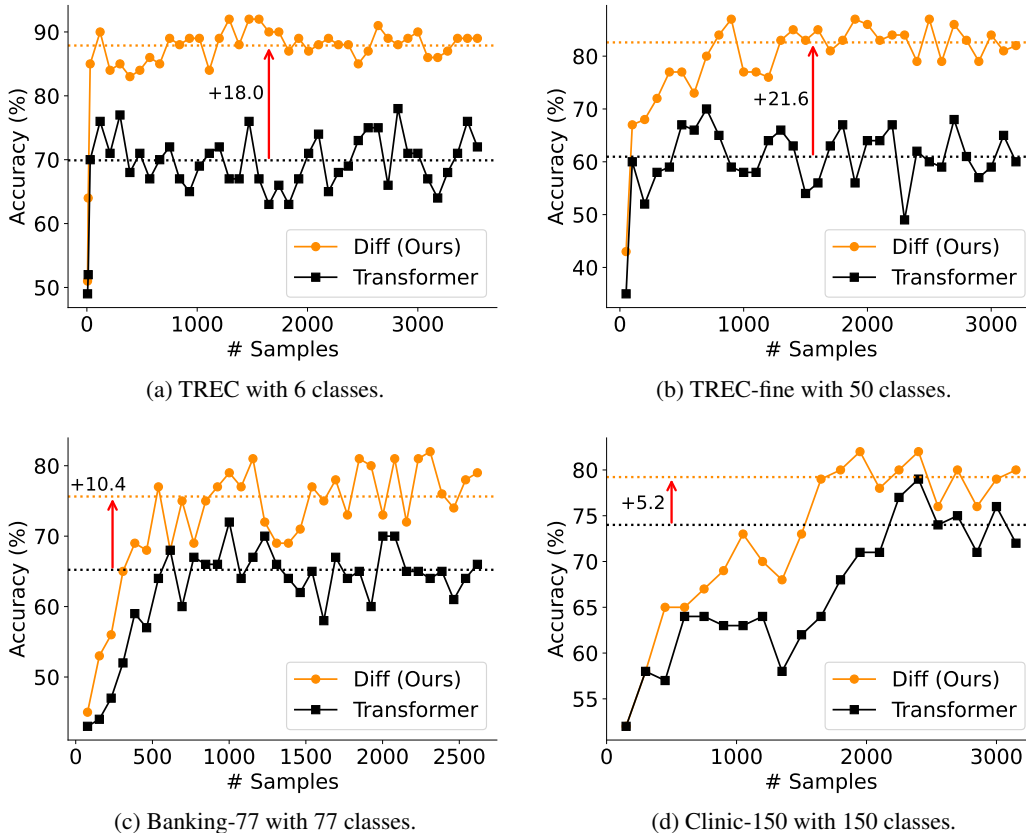 90
80
70
60
50
Accuracy (%)
+18.0
Diff (Ours)
Transformer
0 1000 2000 3000
# Samples
(a) TREC with 6 classes.
80
70
60
50
40
Accuracy (%)
+21.6
Diff (Ours)
Transformer
0 1000 2000 3000
# Samples
(b) TREC-fine with 50 classes.
80
70
60
50
Accuracy (%)
+10.4
Diff (Ours)
Transformer
0 500 1000 1500 2000 2500
# Samples
(c) Banking-77 with 77 classes.
80
75
70
65
60
55
Accuracy (%)
+5.2
Diff (Ours)
Transformer
0 1000 2000 3000
# Samples
(d) Clinic-150 with 150 classes.